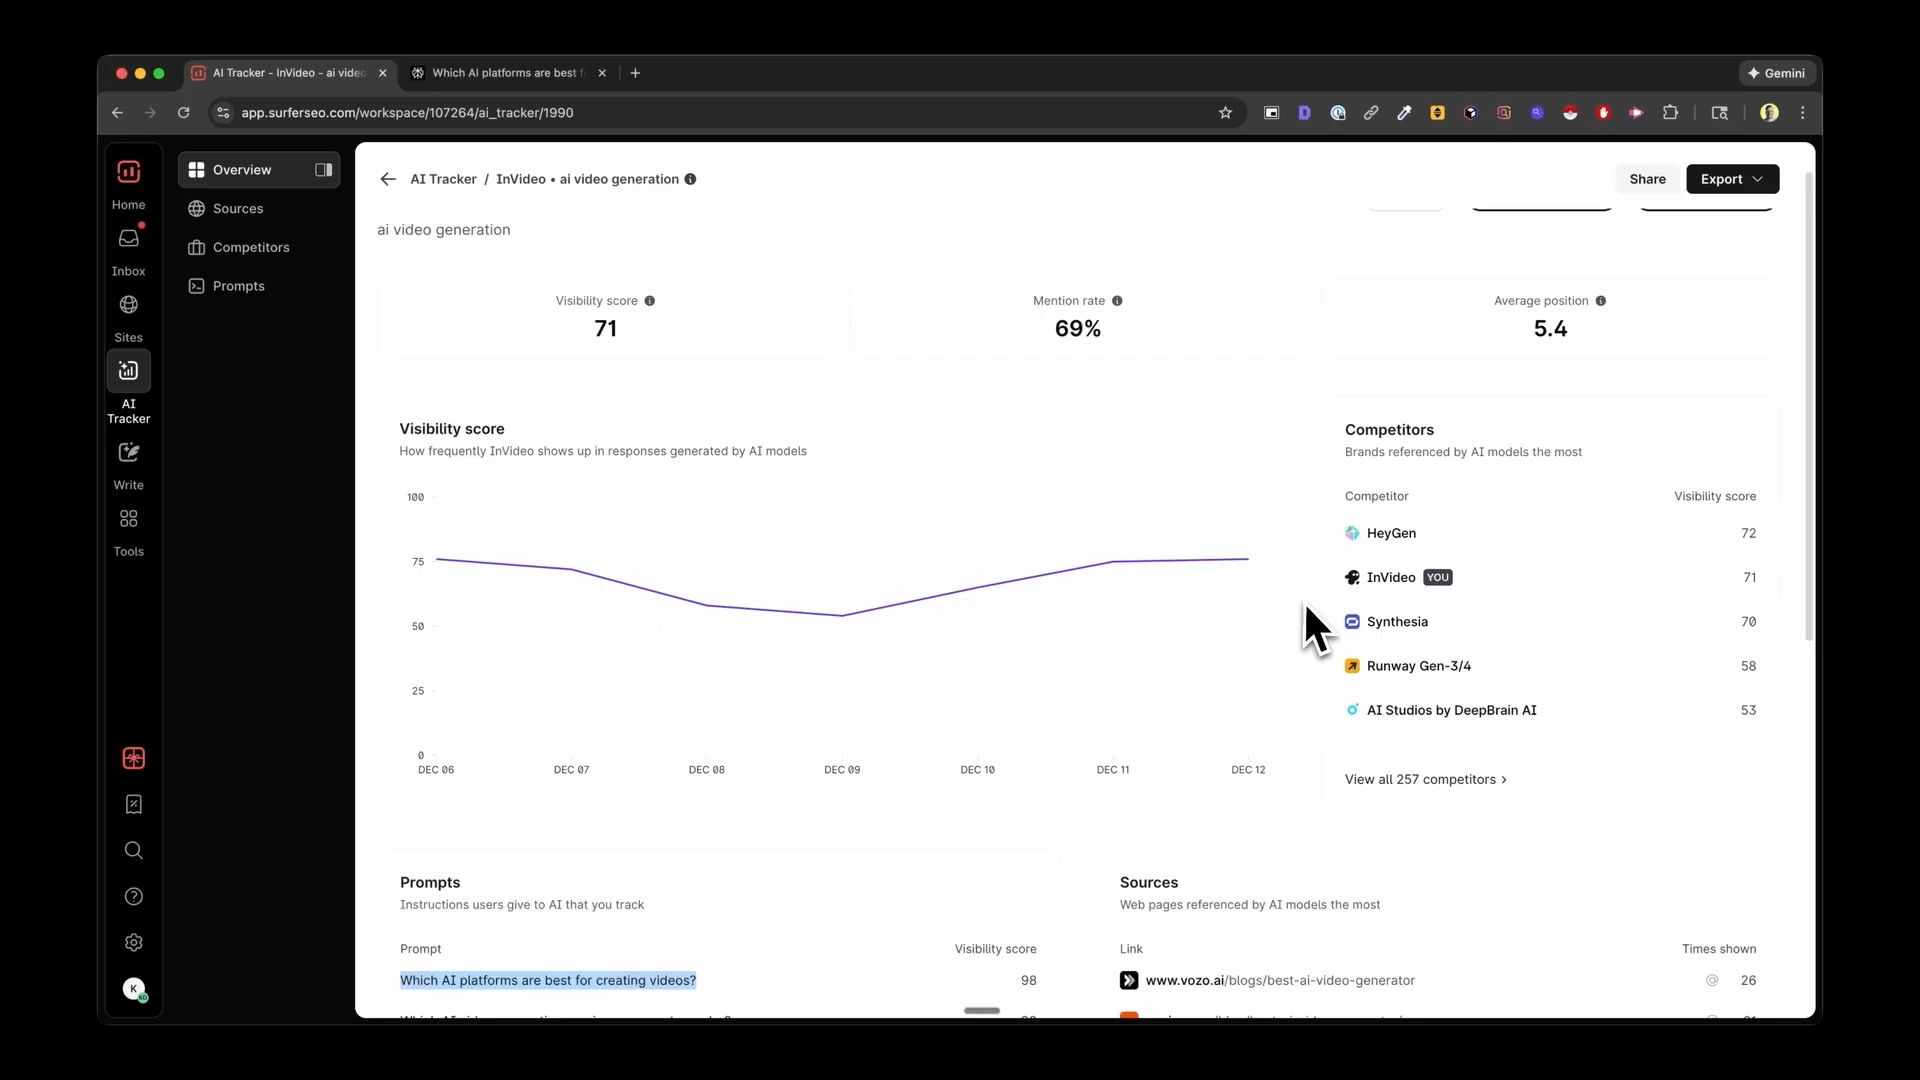 AI Tracker - InVideo - ai video
Which AI platforms are best f
Gemini
app.surferseo.com/workspace/107264/ai_tracker/1990
Home
Inbox
Sites
AI
Tracker
Write
Tools
K
KD
Overview
Sources
Competitors
Prompts
AI Tracker / InVideo • ai video generation
Share
Export
ai video generation
Visibility score
71
Mention rate
69%
Average position
5.4
Visibility score
How frequently InVideo shows up in responses generated by AI models
100
75
50
25
0
DEC 06 DEC 07 DEC 08 DEC 09 DEC 10 DEC 11 DEC 12
Competitors
Brands referenced by AI models the most
Competitor Visibility score
HeyGen 72
InVideo YOU 71
Synthesia 70
Runway Gen-3/4 58
AI Studios by DeepBrain AI 53
View all 257 competitors
Prompts
Instructions users give to AI that you track
Prompt Visibility score
Which AI platforms are best for creating videos? 98
Sources
Web pages referenced by AI models the most
Link Times shown
www.vozo.ai/blogs/best-ai-video-generator 26